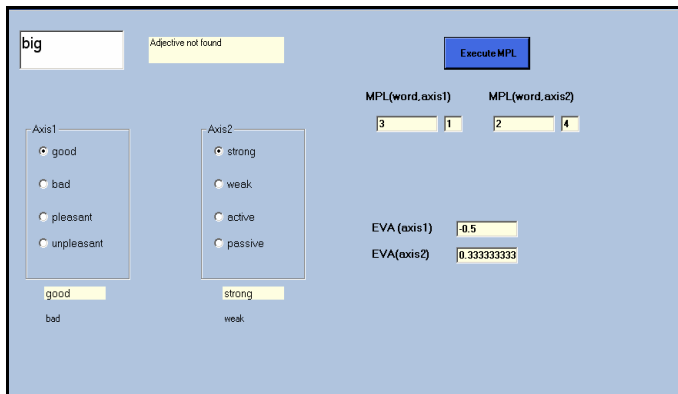 big
Adjective not found
Execute MPL
MPL(word,axis1) MPL(word,axis2)
3 1 2 4
Axis1 Axis2
good strong
bad weak
pleasant active
unpleasant passive
EVA (axis1) -0.5
EVA(axis2) 0.333333333
good strong
bad weak